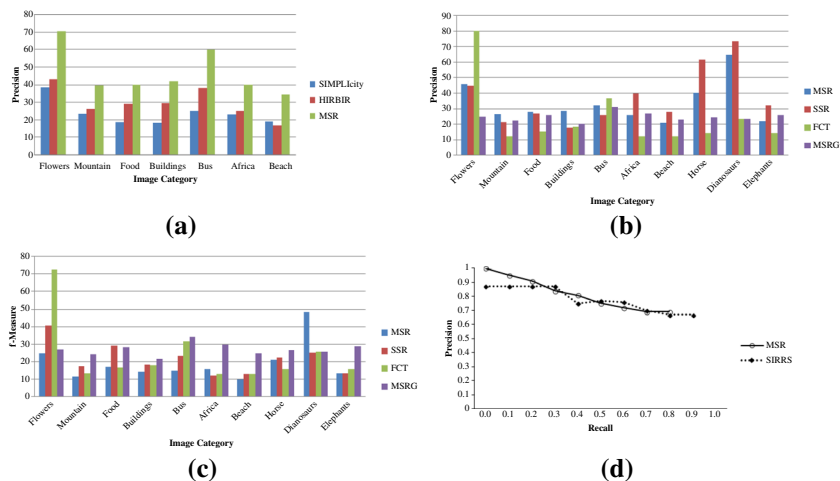 80
70
60
50
40
30
20
10
0
Precision
Flowers Mountain Food Buildings Bus Africa Beach
Image Category
SIMPLIcity
HIRBIR
MSR
(a)
90
80
70
60
50
40
30
20
10
0
Precision
Flowers Mountain Food Buildings Bus Africa Beach Horse Dianosaurs Elephants
Image Category
MSR
SSR
FCT
MSRG
(b)
80
70
60
50
40
30
20
10
0
f-Measure
Flowers Mountain Food Buildings Bus Africa Beach Horse Dianosaurs Elephants
Image Category
MSR
SSR
FCT
MSRG
(c)
1
0.9
0.8
0.7
0.6
0.5
0.4
0.3
0.2
0.1
0
Precision
0.0 0.1 0.2 0.3 0.4 0.5 0.6 0.7 0.8 0.9 1.0
Recall
MSR
SIRRS
(d)